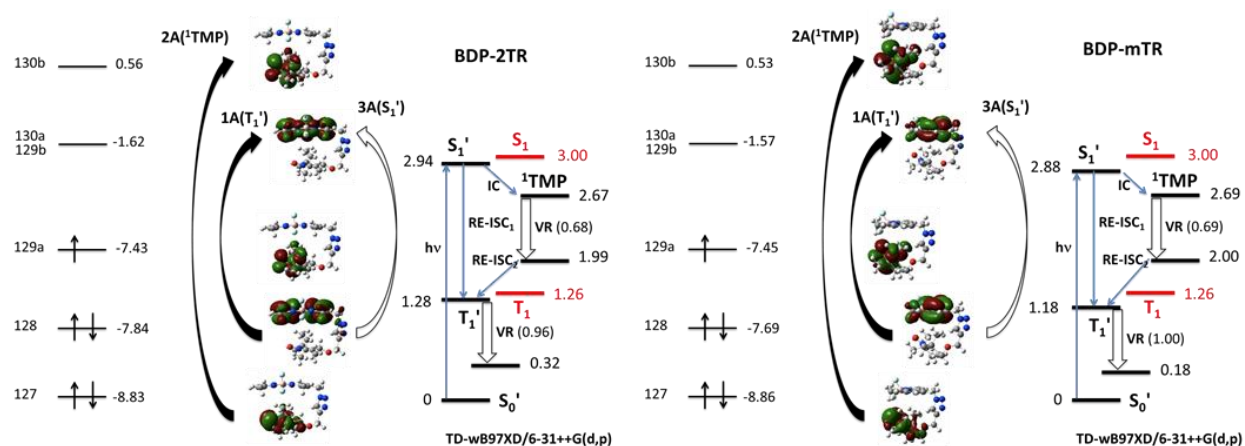 2A(¹TMP)
130b
0.56
BDP-2TR
1A(T₁')
3A(S₁')
130a
129b
-1.62
S₁'
S₁
2.94
3.00
IC
¹TMP
2.67
RE-ISC₁
VR (0.68)
129a
-7.43
hν
1.99
RE-ISC₂
1.28
1.26
T₁'
T₁
128
-7.84
VR (0.96)
0.32
127
-8.83
0
S₀'
TD-wB97XD/6-31++G(d,p)
2A(¹TMP)
130b
0.53
BDP-mTR
1A(T₁')
3A(S₁')
130a
129b
-1.57
S₁'
S₁
2.88
3.00
IC
¹TMP
2.69
RE-ISC₁
VR (0.69)
129a
-7.45
hν
2.00
RE-ISC₂
1.18
1.26
T₁'
T₁
128
-7.69
VR (1.00)
0.18
127
-8.86
0
S₀'
TD-wB97XD/6-31++G(d,p)